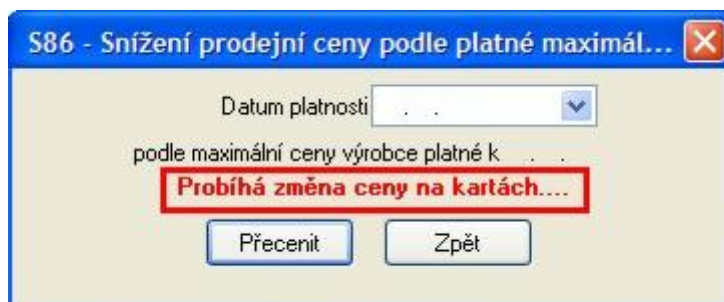 S86 - Snížení prodejní ceny podle platné maximál...
Datum platnosti . .
podle maximální ceny výrobce platné k . .
Probíhá změna ceny na kartách....
Přecenit Zpět